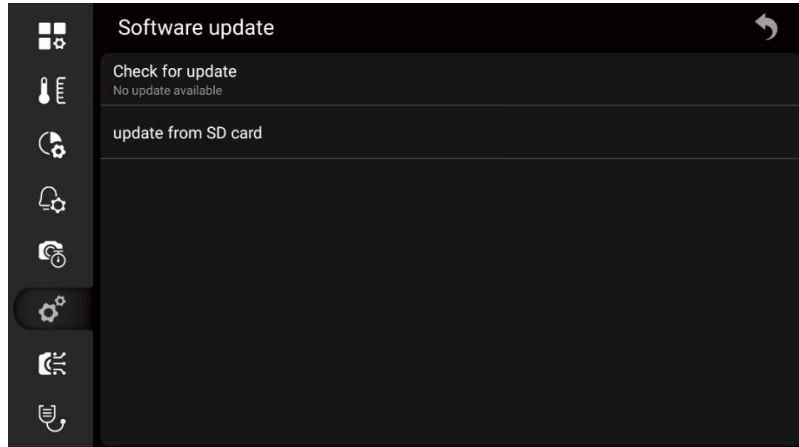 Software update
Check for update
No update available
update from SD card